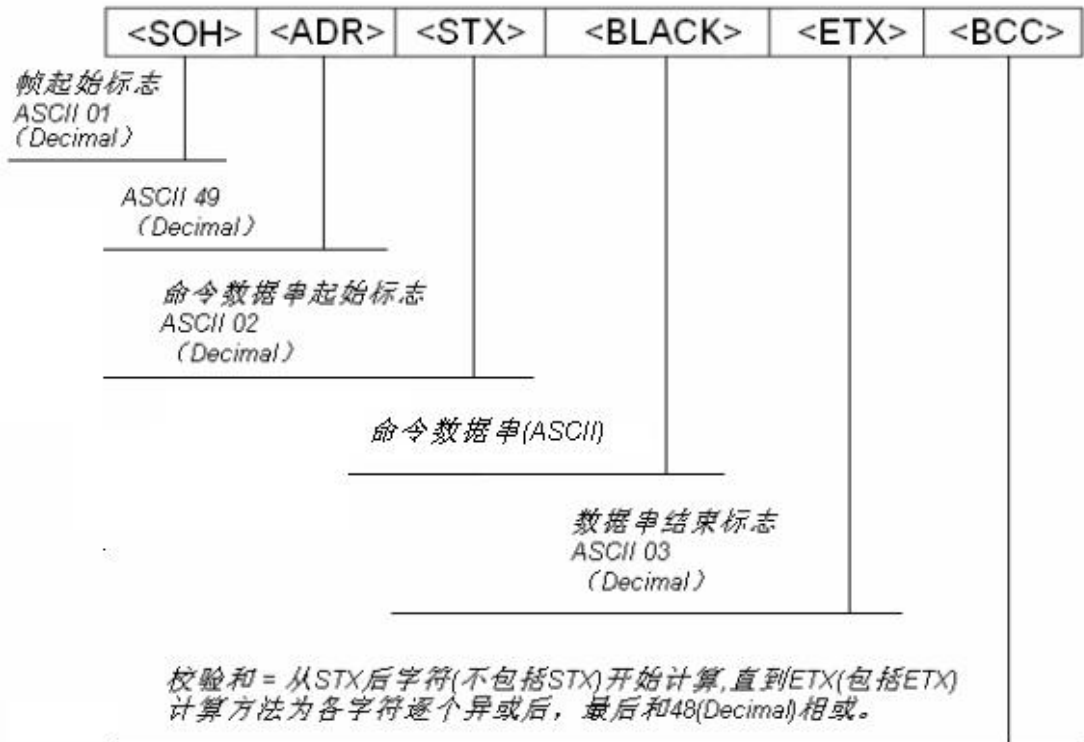 <SOH> <ADR> <STX> <BLACK> <ETX> <BCC>
帧起始标志
ASCII 01
（Decimal）
ASCII 49
（Decimal）
命令数据串起始标志
ASCII 02
（Decimal）
命令数据串(ASCII)
数据串结束标志
ASCII 03
（Decimal）
校验和 = 从STX后字符(不包括STX)开始计算,直到ETX(包括ETX)
计算方法为各字符逐个异或后，最后和48(Decimal)相或。